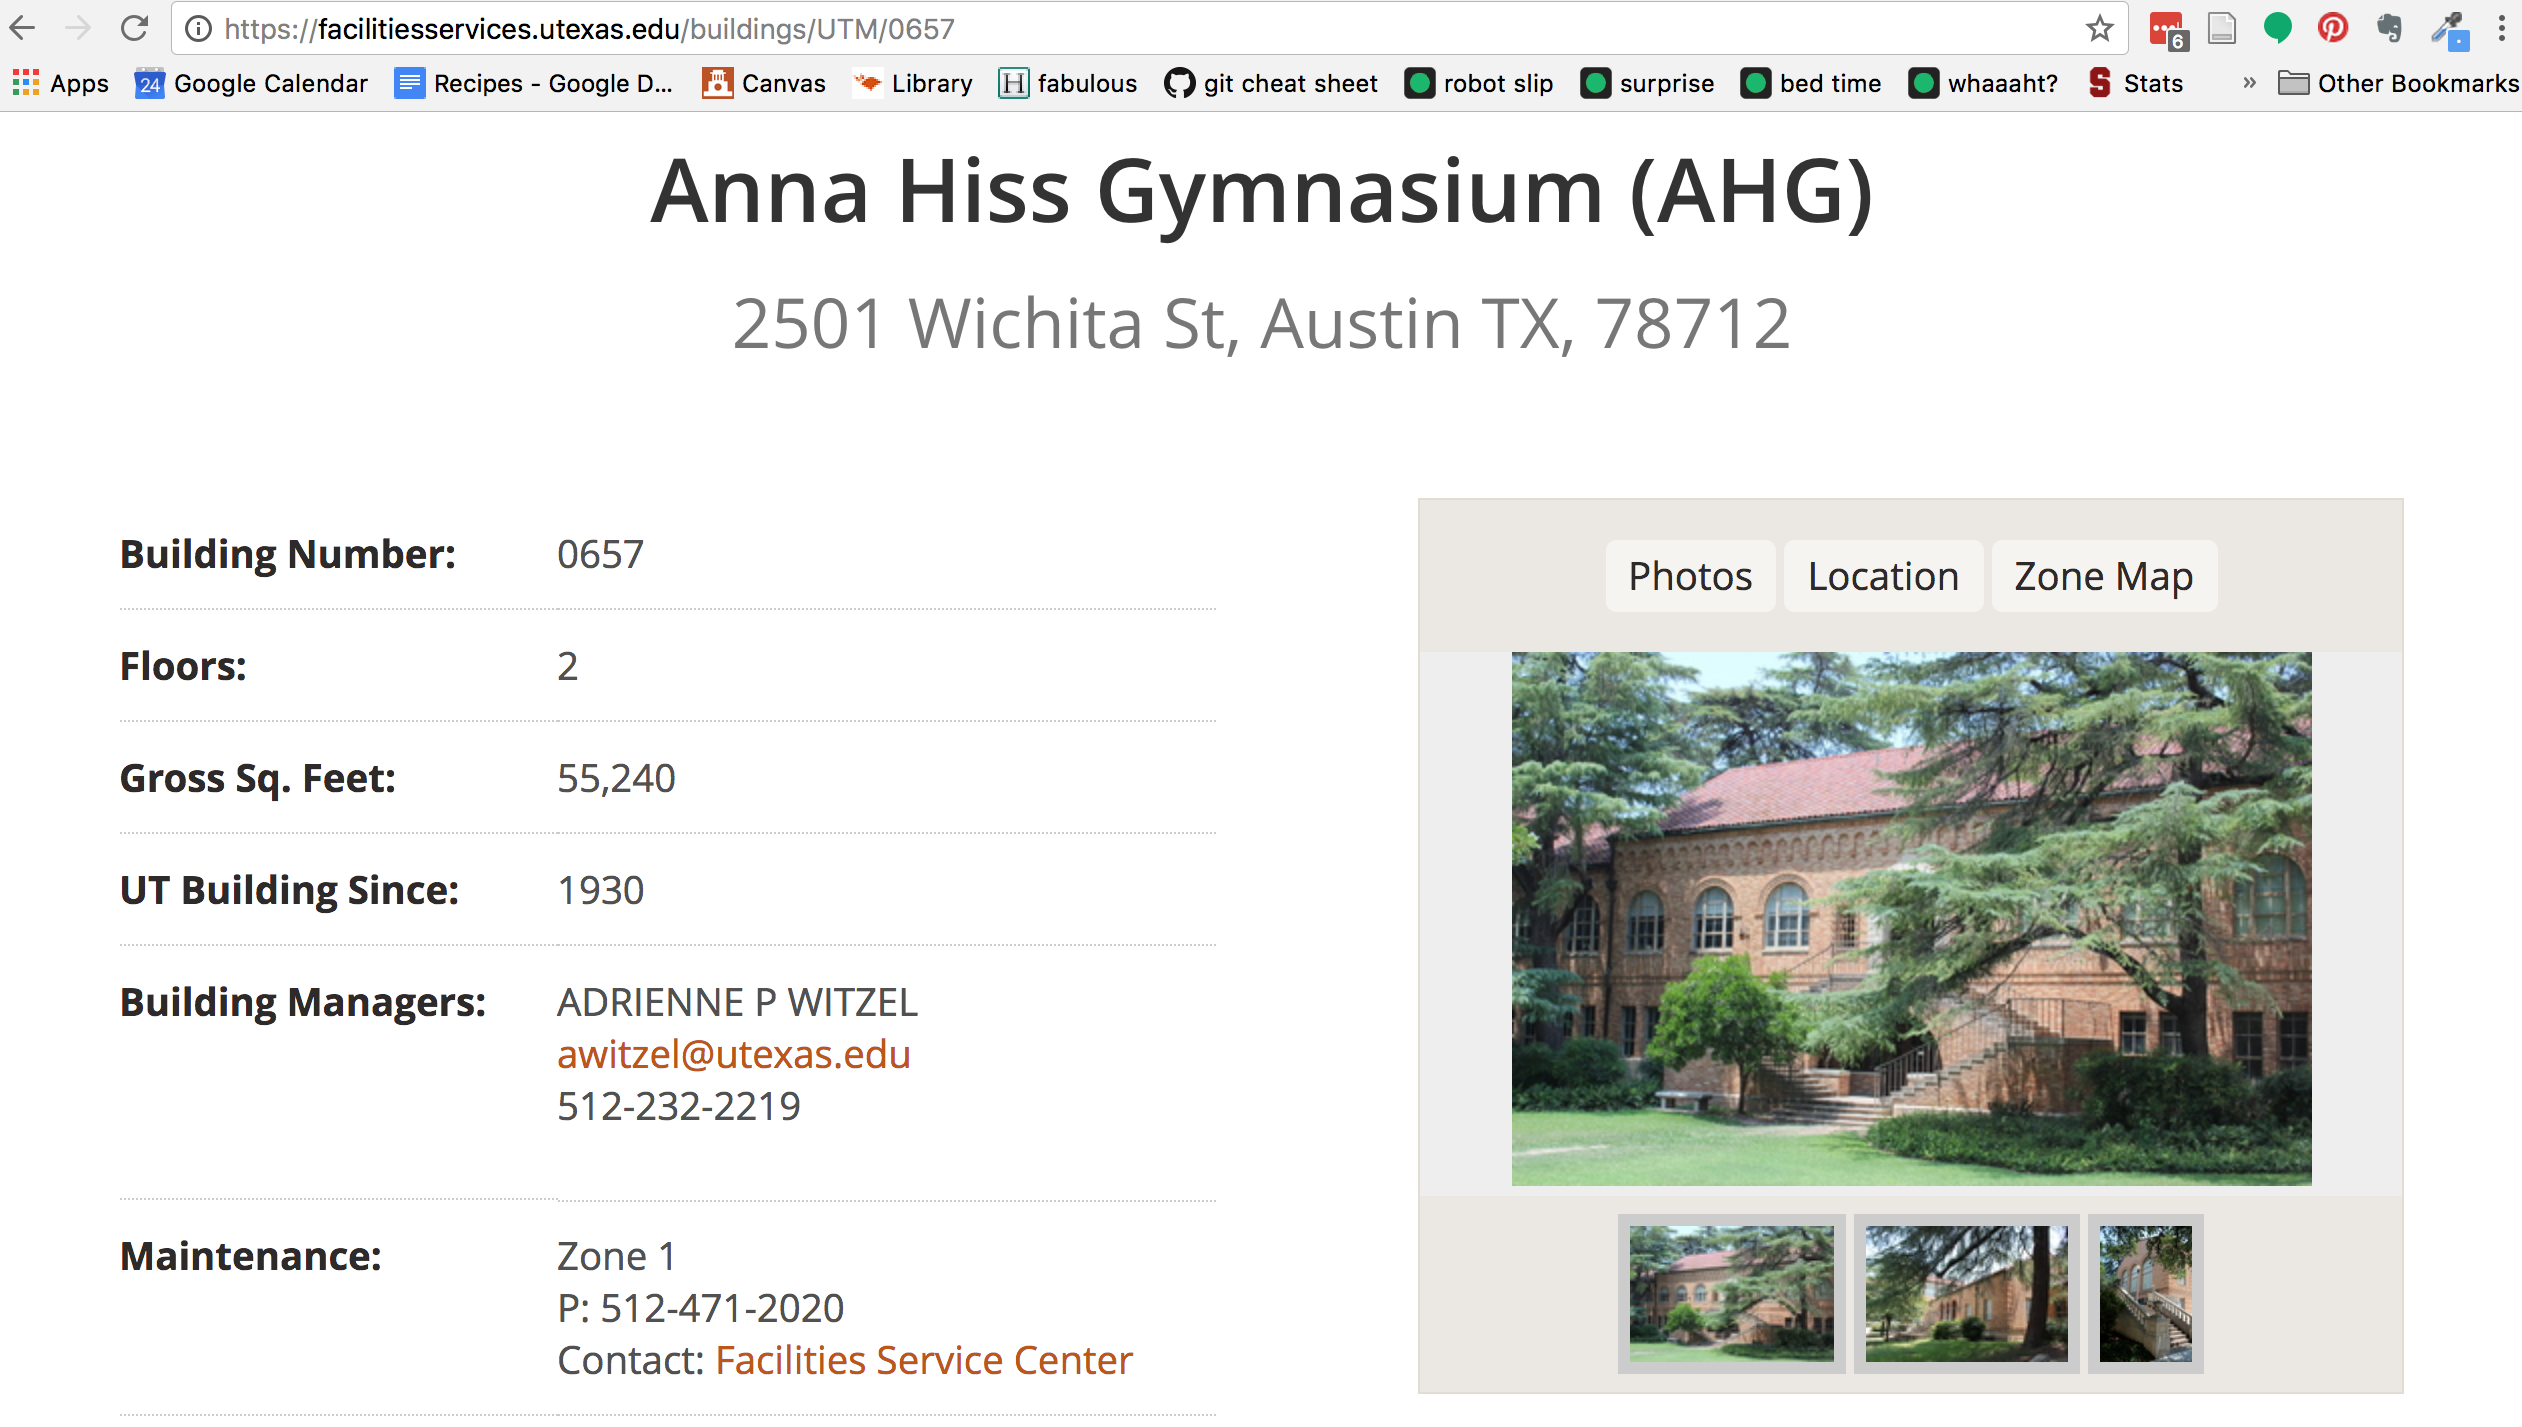 https://facilitiesservices.utexas.edu/buildings/UTM/0657
6
Apps 24 Google Calendar Recipes - Google D... Canvas Library H fabulous git cheat sheet robot slip surprise bed time whaaaht? S Stats » Other Bookmarks
Anna Hiss Gymnasium (AHG)
2501 Wichita St, Austin TX, 78712
Building Number: 0657
Floors: 2
Gross Sq. Feet: 55,240
UT Building Since: 1930
Building Managers: ADRIENNE P WITZEL
awitzel@utexas.edu
512-232-2219
Maintenance: Zone 1
P: 512-471-2020
Contact: Facilities Service Center
Photos Location Zone Map